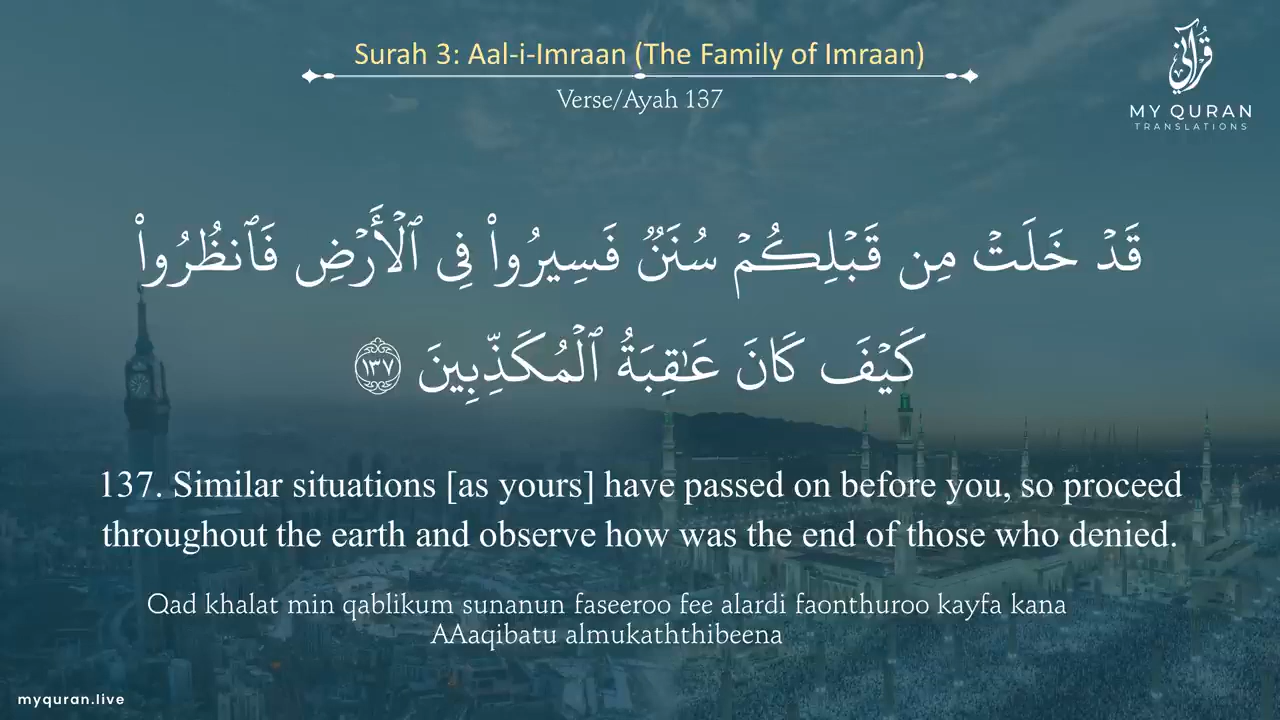 Surah 3: Aal-i-Imraan (The Family of Imraan)
Verse/Ayah 137
قُرْآنِي
MY QURAN
TRANSLATIONS
قَدْ خَلَتْ مِن قَبْلِكُمْ سُنَنٌ فَسِيرُوا۟ فِى ٱلْأَرْضِ فَٱنظُرُوا۟
كَيْفَ كَانَ عَـٰقِبَةُ ٱلْمُكَذِّبِينَ ١٣٧
137. Similar situations [as yours] have passed on before you, so proceed
throughout the earth and observe how was the end of those who denied.
Qad khalat min qablikum sunanun faseeroo fee alardi faonthuroo kayfa kana
AAaqibatu almukaththibeena
myquran.live